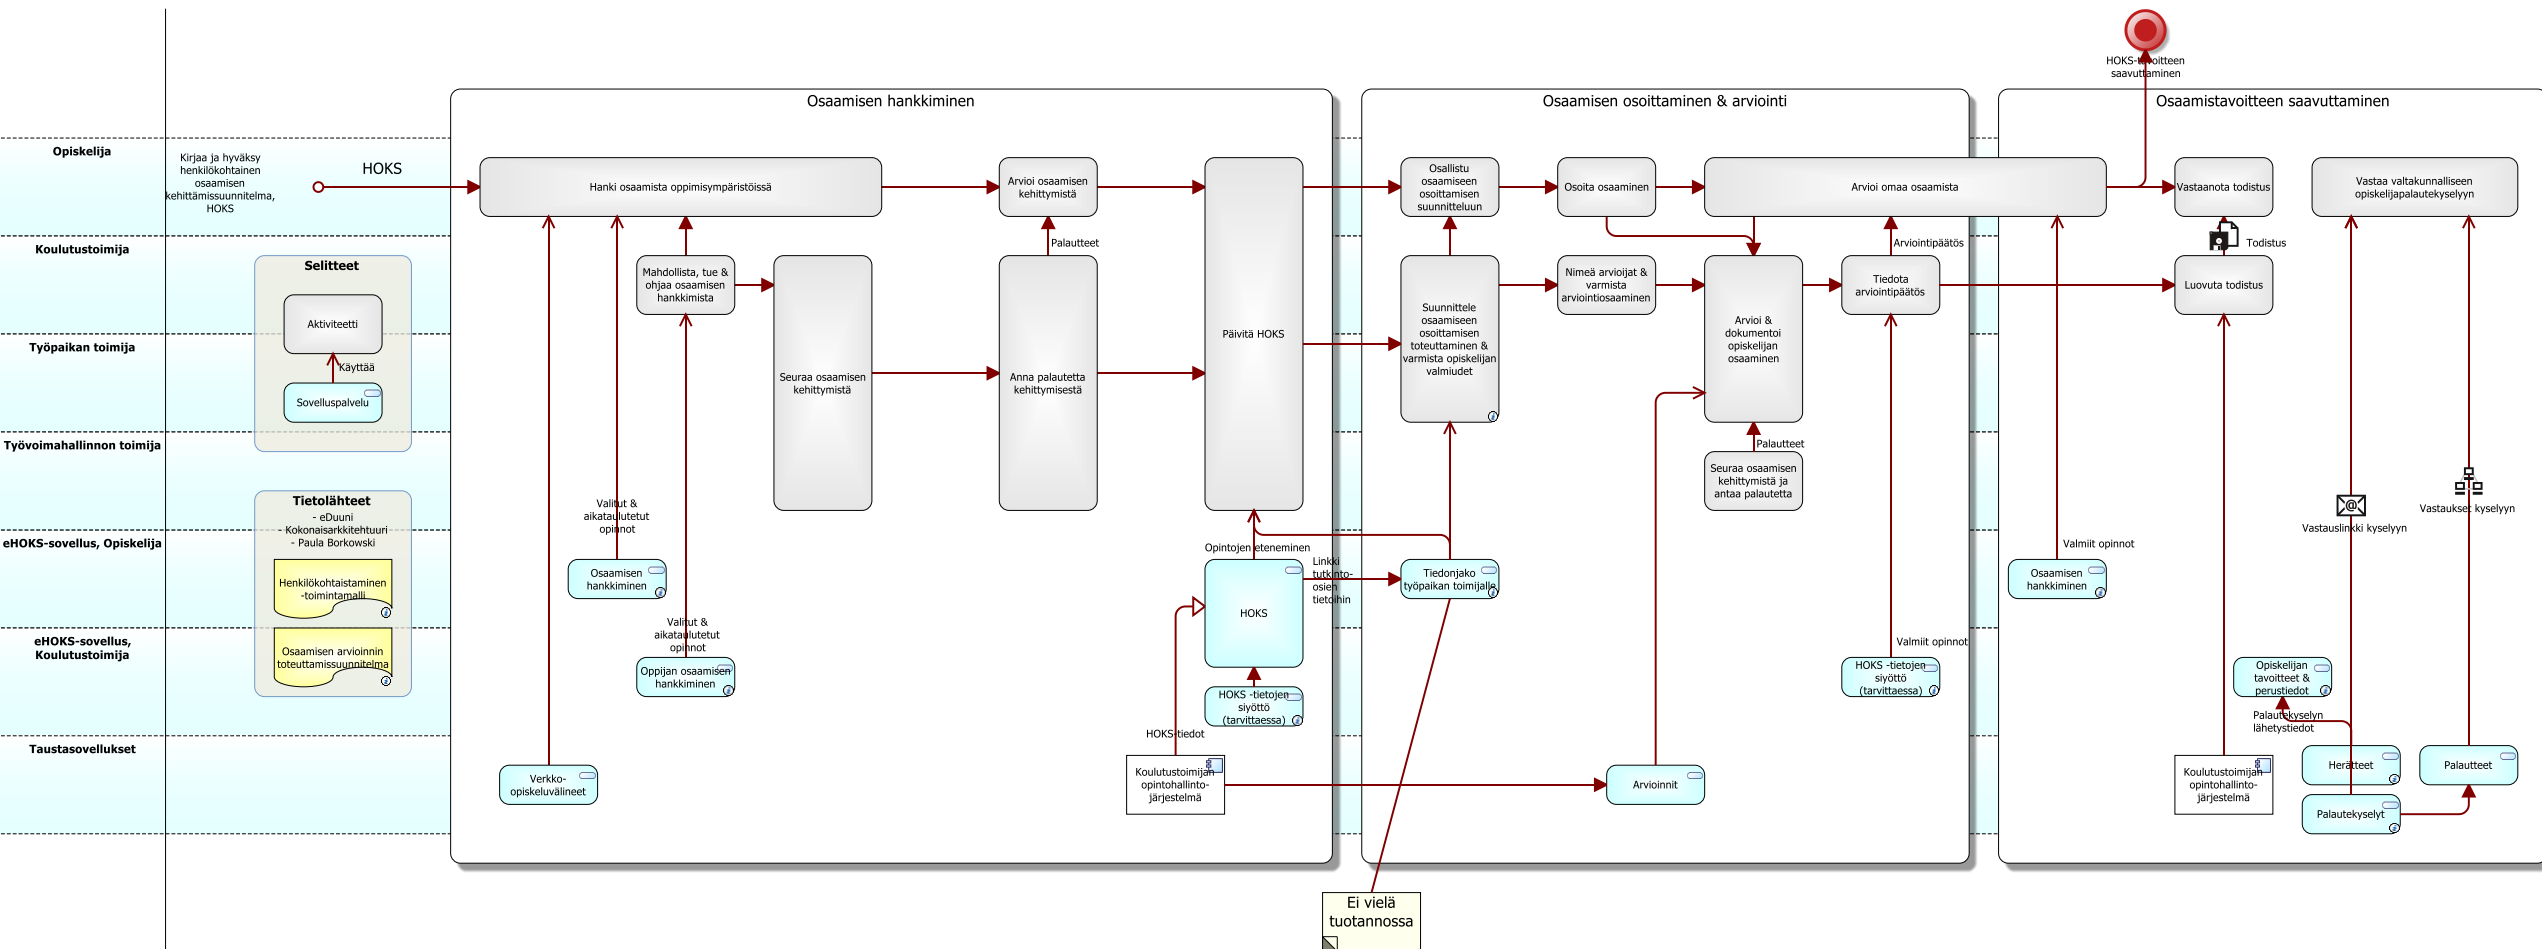 HOKS-tavoitteen
saavuttaminen
Osaamisen hankkiminen
Osaamisen osoittaminen & arviointi
Osaamistavoitteen saavuttaminen
Opiskelija
Kirjaa ja hyväksy
henkilökohtainen
osaamisen
kehittämissuunnitelma,
HOKS
HOKS
Hanki osaamista oppimisympäristöissä
Arvioi osaamisen
kehittymistä
Osallistu
osaamiseen
osoittamisen
suunnitteluun
Osoita osaaminen
Arvioi omaa osaamista
Vastaanota todistus
Vastaa valtakunnalliseen
opiskelijapalautekyselyyn
Koulutustoimija
Palautteet
Arviointipäätös
Todistus
Selitteet
Aktiviteetti
Käyttää
Sovelluspalvelu
Mahdollista, tue &
ohjaa osaamisen
hankkimista
Seuraa osaamisen
kehittymistä
Anna palautetta
kehittymisestä
Päivitä HOKS
Suunnittele
osaamiseen
osoittamisen
toteuttaminen &
varmista opiskelijan
valmiudet
Nimeä arvioijat &
varmista
arviointiosaaminen
Arvioi &
dokumentoi
opiskelijan
osaaminen
Tiedota
arviointipäätös
Luovuta todistus
Työpaikan toimija
Työvoimahallinnon toimija
Palautteet
Seuraa osaamisen
kehittymistä ja
antaa palautetta
Tietolähteet
- eDuuni
- Kokonaisarkkitehtuuri
- Paula Borkowski
Henkilökohtaistaminen
-toimintamalli
Osaamisen arvioinnin
toteuttamissuunnitelma
Valitut &
aikataulutetut
opinnot
Vastauslinkki kyselyyn
Vastaukset kyselyyn
eHOKS-sovellus, Opiskelija
Osaamisen
hankkiminen
Opintojen eteneminen
HOKS
Linkki
tutkinto-
osien
tietoihin
Tiedonjako
työpaikan toimijalle
Valmiit opinnot
Osaamisen
hankkiminen
eHOKS-sovellus,
Koulutustoimija
Valitut &
aikataulutetut
opinnot
Oppijan osaamisen
hankkiminen
HOKS -tietojen
siyöttö
(tarvittaessa)
Valmiit opinnot
HOKS -tietojen
siyöttö
(tarvittaessa)
Opiskelijan
tavoitteet &
perustiedot
Palautekyselyn
lähetystiedot
Taustasovellukset
HOKS-tiedot
Verkko-
opiskeluvälineet
Koulutustoimijan
opintohallinto-
järjestelmä
Arvioinnit
Koulutustoimijan
opintohallinto-
järjestelmä
Herätteet
Palautteet
Palautekyselyt
Ei vielä
tuotannossa